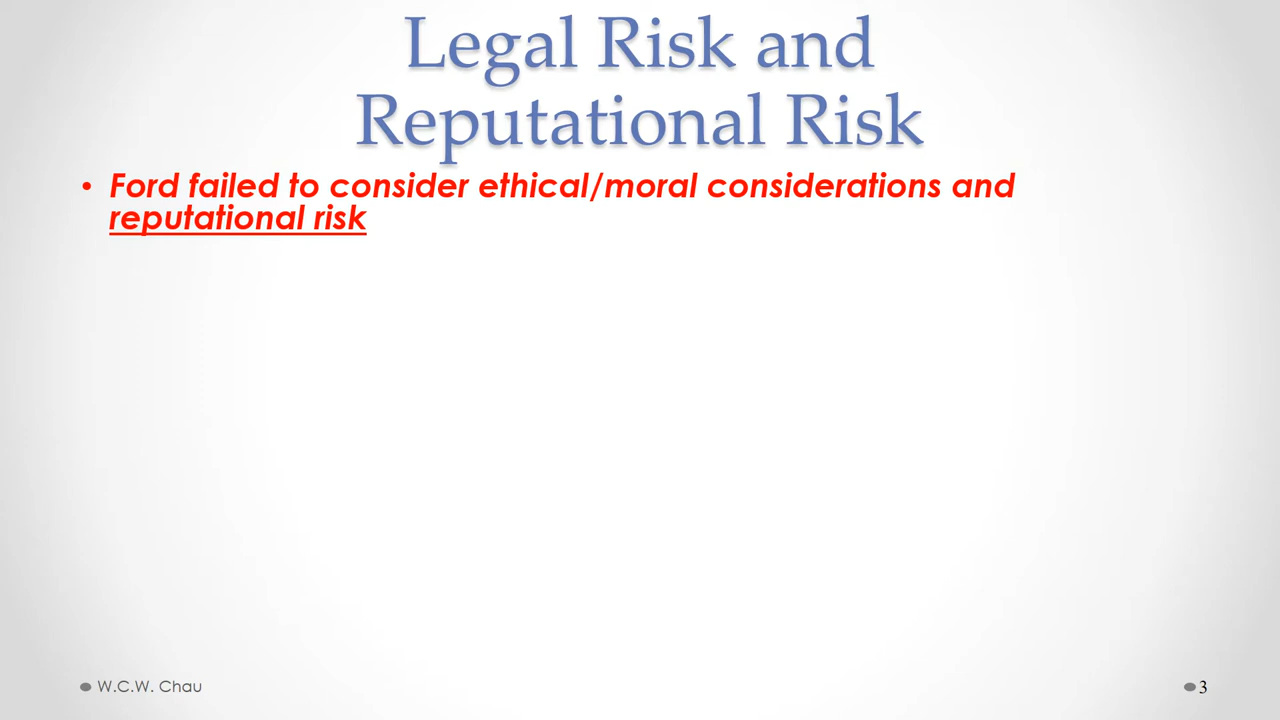 Legal Risk and
Reputational Risk
• Ford failed to consider ethical/moral considerations and
reputational risk
W.C.W. Chau
3